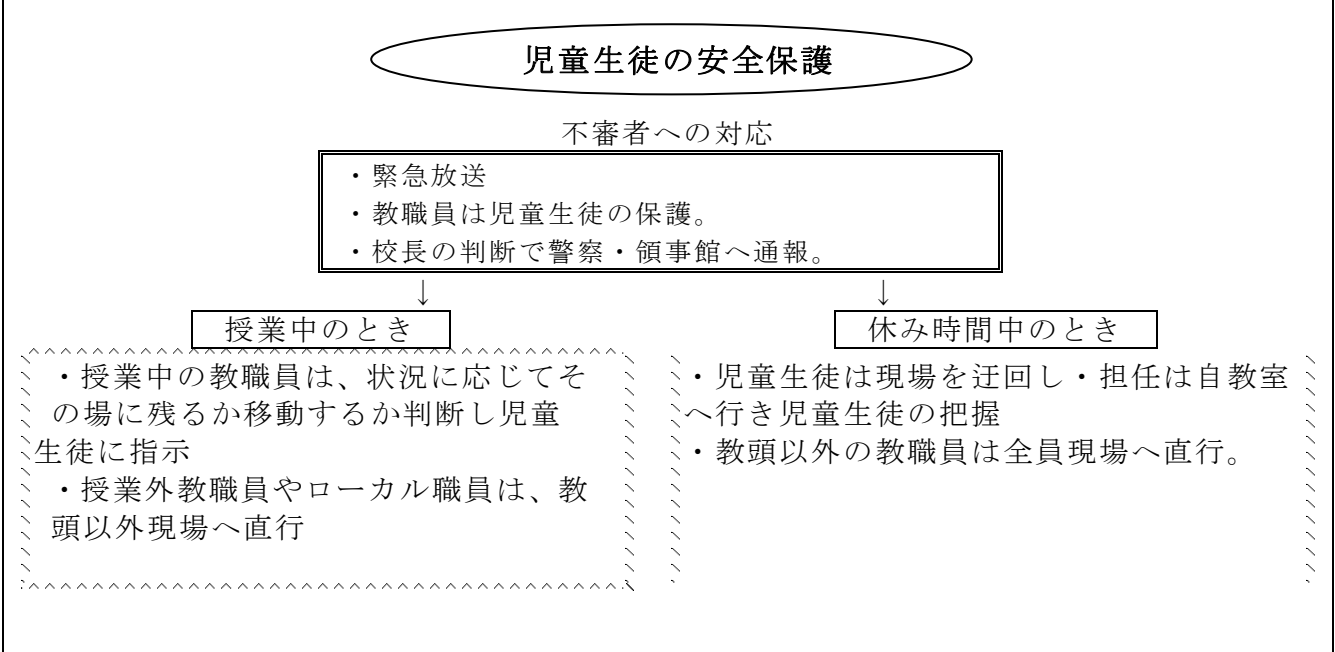 児童生徒の安全保護
不審者への対応
・緊急放送
・教職員は児童生徒の保護。
・校長の判断で警察・領事館へ通報。
↓
↓
授業中のとき
・授業中の教職員は、状況に応じてそ
の場に残るか移動するか判断し児童
生徒に指示
・授業外教職員やローカル職員は、教
頭以外現場へ直行
休み時間中のとき
・児童生徒は現場を迂回し・担任は自教室
へ行き児童生徒の把握
・教頭以外の教職員は全員現場へ直行。